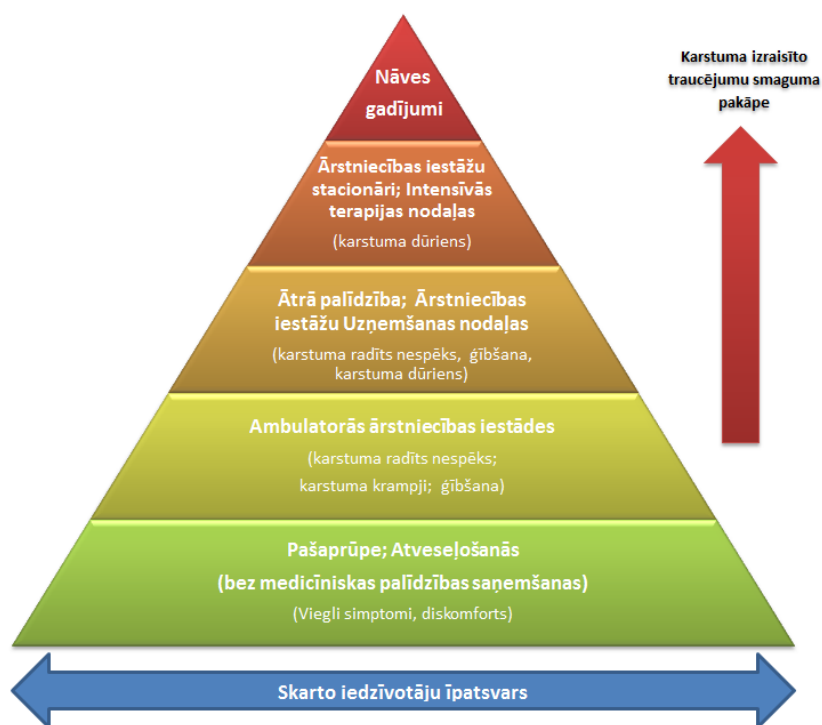 Nāves
gadījumi
Karstuma izraisīto
traucējumu smaguma
pakāpe
Ārstniecības iestāžu
stacionāri; Intensīvās
terapijas nodaļas
(karstuma dūriens)
Ātrā palīdzība; Ārstniecības
iestāžu Uzņemšanas nodaļas
(karstuma radīts nespēks, ģībšana,
karstuma dūriens)
Ambulatorās ārstniecības iestādes
(karstuma radīts nespēks;
karstuma krampji; ģībšana)
Pašaprūpe; Atveseļošanās
(bez medicīniskas palīdzības saņemšanas)
(Viegli simptomi, diskomforts)
Skarto iedzīvotāju īpatsvars